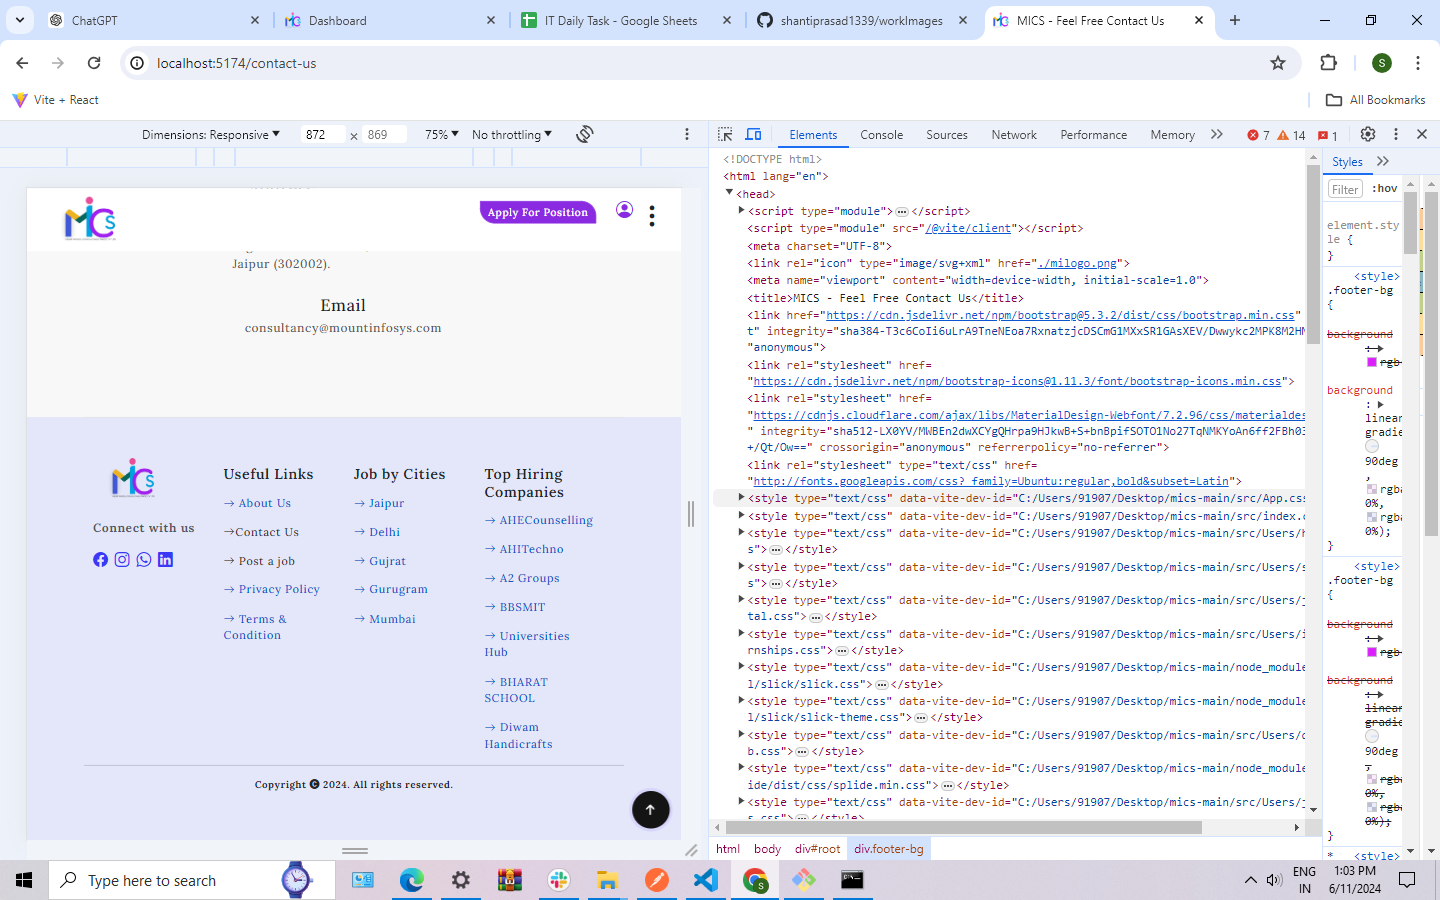 ChatGPT
Dashboard
IT Daily Task - Google Sheets
shantiprasad1339/workImages
MICS - Feel Free Contact Us
localhost:5174/contact-us
S
Vite + React
All Bookmarks
Dimensions: Responsive
872 × 869
75%
No throttling
Elements
Console
Sources
Network
Performance
Memory
7
14
1
MICS
Apply For Position
Jaipur (302002).
Email
consultancy@mountinfosys.com
MICS
Connect with us
Useful Links
→ About Us
→Contact Us
→ Post a job
→ Privacy Policy
→ Terms &
Condition
Job by Cities
→ Jaipur
→ Delhi
→ Gujrat
→ Gurugram
→ Mumbai
Top Hiring
Companies
→ AHECounselling
→ AHITechno
→ A2 Groups
→ BBSMIT
→ Universities
Hub
→ BHARAT
SCHOOL
→ Diwam
Handicrafts
Copyright C 2024. All rights reserved.
<!DOCTYPE html>
<html lang="en">
<head>
<script type="module">…</script>
<script type="module" src="/@vite/client"></script>
<meta charset="UTF-8">
<link rel="icon" type="image/svg+xml" href="./milogo.png">
<meta name="viewport" content="width=device-width, initial-scale=1.0">
<title>MICS - Feel Free Contact Us</title>
<link href="https://cdn.jsdelivr.net/npm/bootstrap@5.3.2/dist/css/bootstrap.min.css"
t" integrity="sha384-T3c6CoIi6uLrA9TneNEoa7RxnatzjcDSCmG1MXxSR1GAsXEV/Dwwykc2MPK8M2HN
"anonymous">
<link rel="stylesheet" href=
"https://cdn.jsdelivr.net/npm/bootstrap-icons@1.11.3/font/bootstrap-icons.min.css">
<link rel="stylesheet" href=
"https://cdnjs.cloudflare.com/ajax/libs/MaterialDesign-Webfont/7.2.96/css/materialdes
" integrity="sha512-LX0YV/MWBEn2dwXCYgQHrpa9HJkwB+S+bnBpifSOTO1No27TqNMKYoAn6ff2FBh03
+/Qt/Ow==" crossorigin="anonymous" referrerpolicy="no-referrer">
<link rel="stylesheet" type="text/css" href=
"http://fonts.googleapis.com/css?_family=Ubuntu:regular,bold&subset=Latin">
<style type="text/css" data-vite-dev-id="C:/Users/91907/Desktop/mics-main/src/App.css
<style type="text/css" data-vite-dev-id="C:/Users/91907/Desktop/mics-main/src/index.c
<style type="text/css" data-vite-dev-id="C:/Users/91907/Desktop/mics-main/src/Users/h
s">…</style>
<style type="text/css" data-vite-dev-id="C:/Users/91907/Desktop/mics-main/src/Users/s
s">…</style>
<style type="text/css" data-vite-dev-id="C:/Users/91907/Desktop/mics-main/src/Users/j
tal.css">…</style>
<style type="text/css" data-vite-dev-id="C:/Users/91907/Desktop/mics-main/src/Users/i
rnships.css">…</style>
<style type="text/css" data-vite-dev-id="C:/Users/91907/Desktop/mics-main/node_module
l/slick/slick.css">…</style>
<style type="text/css" data-vite-dev-id="C:/Users/91907/Desktop/mics-main/node_module
l/slick/slick-theme.css">…</style>
<style type="text/css" data-vite-dev-id="C:/Users/91907/Desktop/mics-main/src/Users/c
b.css">…</style>
<style type="text/css" data-vite-dev-id="C:/Users/91907/Desktop/mics-main/node_module
ide/dist/css/splide.min.css">…</style>
<style type="text/css" data-vite-dev-id="C:/Users/91907/Desktop/mics-main/src/Users/j
s.css">…</style>
html
body
div#root
div.footer-bg
Styles
Filter
:hov
element.sty
le {
}
<style>
.footer-bg
{
background
:
rgb
background
:
linea
gradie
90deg
,
rgba
0%,
rgba
0%);
}
<style>
.footer-bg
{
background
:
rgb
background
:
linea
gradie
90deg
,
rgba
0%,
rgba
0%);
}
* <style>
Type here to search
ENG
IN
1:03 PM
6/11/2024